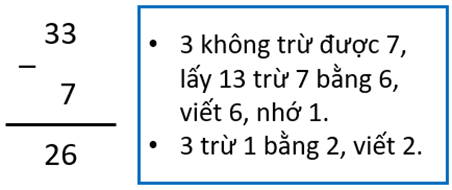 33
–
7
26
• 3 không trừ được 7,
lấy 13 trừ 7 bằng 6,
viết 6, nhớ 1.
• 3 trừ 1 bằng 2, viết 2.